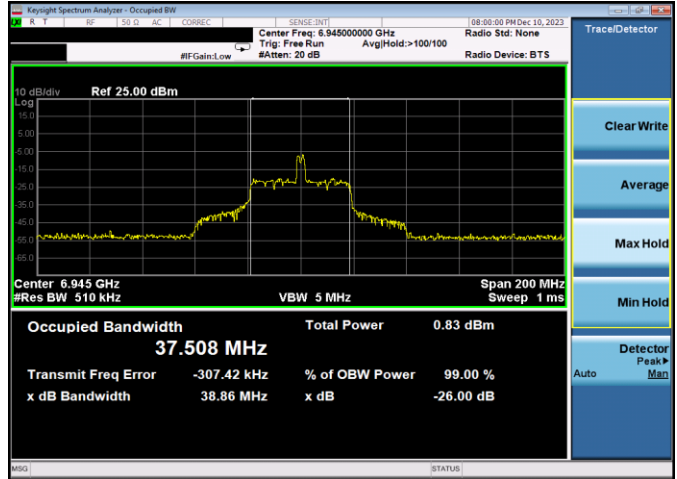 Keysight Spectrum Analyzer - Occupied BW
R T RF 50 Ω AC CORREC SENSE:INT 08:00:00 PM Dec 10, 2023
Center Freq: 6.945000000 GHz Radio Std: None
Trig: Free Run Avg|Hold:>100/100
#IFGain:Low #Atten: 20 dB Radio Device: BTS
Trace/Detector
10 dB/div Ref 25.00 dBm
Log
15.0
5.00
-5.00
-15.0
-25.0
-35.0
-45.0
-55.0
-65.0
Center 6.945 GHz Span 200 MHz
#Res BW 510 kHz VBW 5 MHz Sweep 1 ms
Occupied Bandwidth Total Power 0.83 dBm
37.508 MHz
Transmit Freq Error -307.42 kHz % of OBW Power 99.00 %
x dB Bandwidth 38.86 MHz x dB -26.00 dB
Clear Write
Average
Max Hold
Min Hold
Detector
Peak▶
Auto Man
MSG STATUS